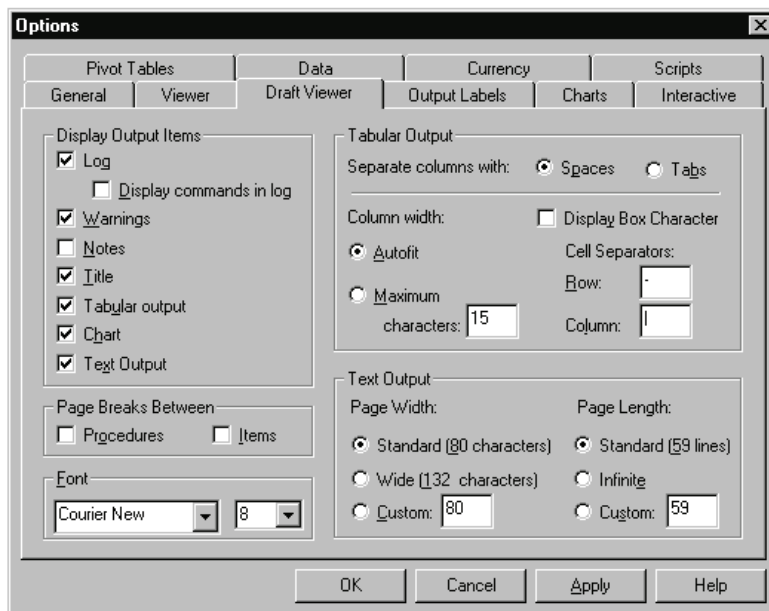 Options
Pivot Tables Data Currency Scripts
General Viewer Draft Viewer Output Labels Charts Interactive
Display Output Items
Log
Display commands in log
Warnings
Notes
Title
Tabular output
Chart
Text Output
Page Breaks Between
Procedures Items
Font
Courier New 8
Tabular Output
Separate columns with: Spaces Tabs
Column width: Display Box Character
Autofit Cell Separators:
Row: -
Maximum
characters: 15 Column: |
Text Output
Page Width: Page Length:
Standard (80 characters) Standard (59 lines)
Wide (132 characters) Infinite
Custom: 80 Custom: 59
OK Cancel Apply Help